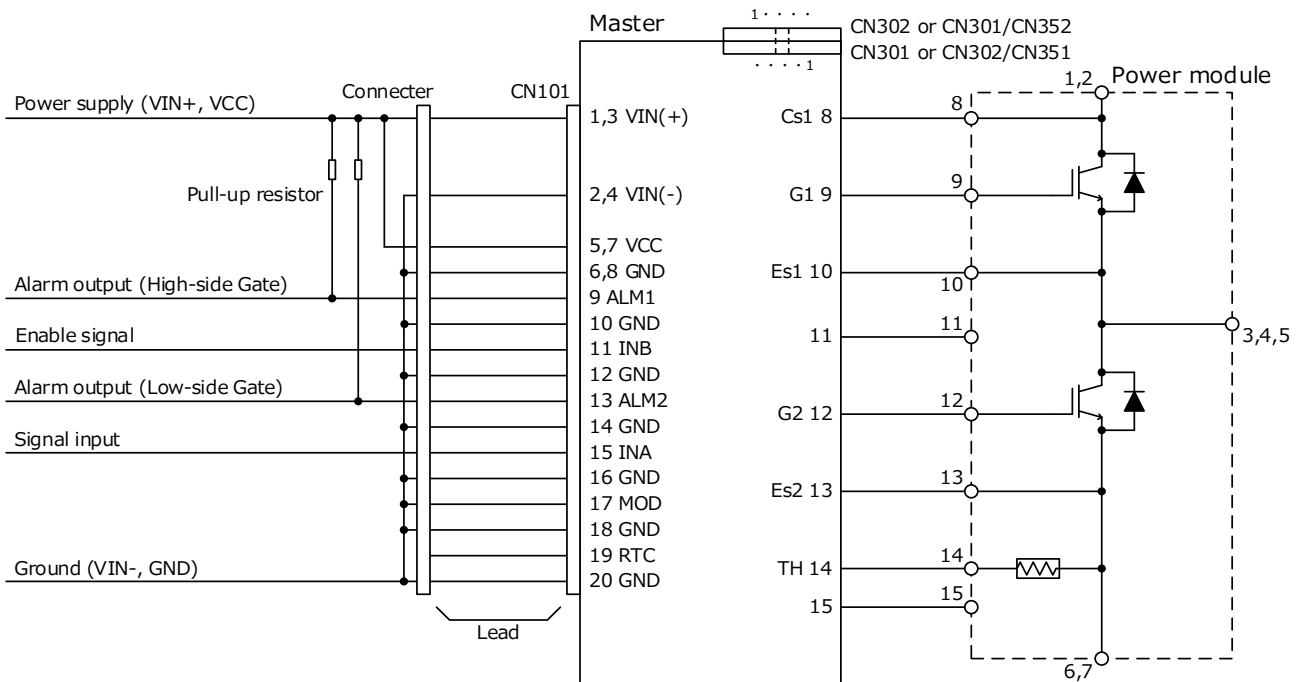 Master
1 · · · ·
CN302 or CN301/CN352
CN301 or CN302/CN351
· · · · 1
Power supply (VIN+, VCC)
Connecter
CN101
1,3 VIN(+)
Pull-up resistor
2,4 VIN(-)
5,7 VCC
6,8 GND
Alarm output (High-side Gate)
9 ALM1
10 GND
Enable signal
11 INB
12 GND
Alarm output (Low-side Gate)
13 ALM2
14 GND
Signal input
15 INA
16 GND
17 MOD
18 GND
19 RTC
Ground (VIN-, GND)
20 GND
Lead
Cs1 8
G1 9
Es1 10
11
G2 12
Es2 13
TH 14
15
1,2
Power module
8
9
10
11
3,4,5
12
13
14
15
6,7